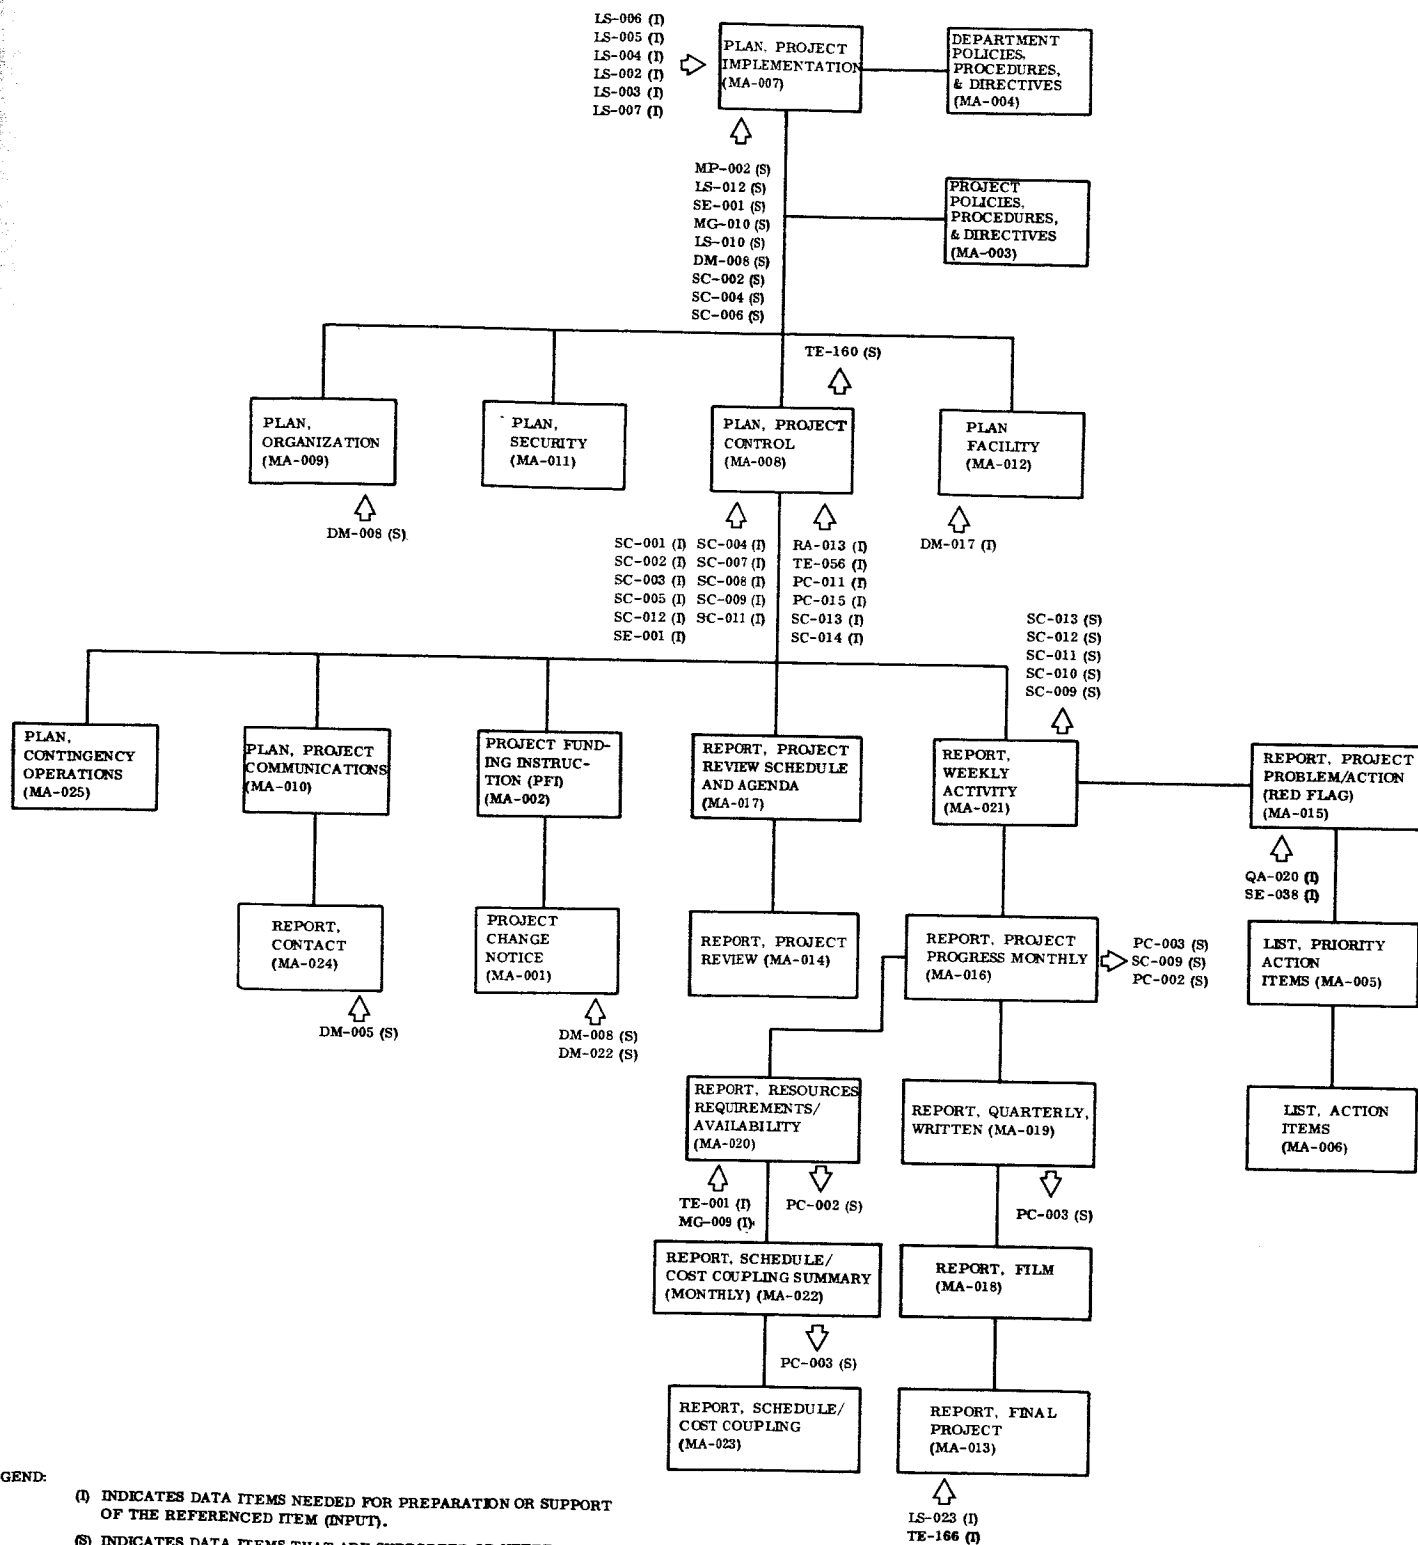 LS-006 (I)
LS-005 (I)
LS-004 (I)
LS-002 (I)
LS-003 (I)
LS-007 (I)
PLAN, PROJECT
IMPLEMENTATION
(MA-007)
DEPARTMENT
POLICIES,
PROCEDURES,
& DIRECTIVES
(MA-004)
MP-002 (S)
LS-012 (S)
SE-001 (S)
MG-010 (S)
LS-010 (S)
DM-008 (S)
SC-002 (S)
SC-004 (S)
SC-006 (S)
PROJECT
POLICIES,
PROCEDURES,
& DIRECTIVES
(MA-003)
TE-160 (S)
PLAN,
ORGANIZATION
(MA-009)
PLAN,
SECURITY
(MA-011)
PLAN, PROJECT
CONTROL
(MA-008)
PLAN
FACILITY
(MA-012)
DM-008 (S)
SC-001 (I) SC-004 (I)
SC-002 (I) SC-007 (I)
SC-003 (I) SC-008 (I)
SC-005 (I) SC-009 (I)
SC-012 (I) SC-011 (I)
SE-001 (I)
RA-013 (I)
TE-056 (I)
PC-011 (I)
PC-015 (I)
SC-013 (I)
SC-014 (I)
DM-017 (I)
SC-013 (S)
SC-012 (S)
SC-011 (S)
SC-010 (S)
SC-009 (S)
PLAN,
CONTINGENCY
OPERATIONS
(MA-025)
PLAN, PROJECT
COMMUNICATIONS
(MA-010)
PROJECT FUND-
ING INSTRUC-
TION (PFI)
(MA-002)
REPORT, PROJECT
REVIEW SCHEDULE
AND AGENDA
(MA-017)
REPORT,
WEEKLY
ACTIVITY
(MA-021)
REPORT, PROJECT
PROBLEM/ACTION
(RED FLAG)
(MA-015)
QA-020 (I)
SE-038 (I)
REPORT,
CONTACT
(MA-024)
PROJECT
CHANGE
NOTICE
(MA-001)
REPORT, PROJECT
REVIEW (MA-014)
REPORT, PROJECT
PROGRESS MONTHLY
(MA-016)
PC-003 (S)
SC-009 (S)
PC-002 (S)
LIST, PRIORITY
ACTION
ITEMS (MA-005)
DM-005 (S)
DM-008 (S)
DM-022 (S)
REPORT, RESOURCES
REQUIREMENTS/
AVAILABILITY
(MA-020)
REPORT, QUARTERLY,
WRITTEN (MA-019)
LIST, ACTION
ITEMS
(MA-006)
TE-001 (I)
MG-009 (I)
PC-002 (S)
PC-003 (S)
REPORT, SCHEDULE/
COST COUPLING SUMMARY
(MONTHLY) (MA-022)
REPORT, FILM
(MA-018)
PC-003 (S)
REPORT, SCHEDULE/
COST COUPLING
(MA-023)
REPORT, FINAL
PROJECT
(MA-013)
LS-023 (I)
TE-166 (I)
GEND:
(I) INDICATES DATA ITEMS NEEDED FOR PREPARATION OR SUPPORT
OF THE REFERENCED ITEM (INPUT).
(S) INDICATES DATA ITEMS THAT ARE SUPPORTED